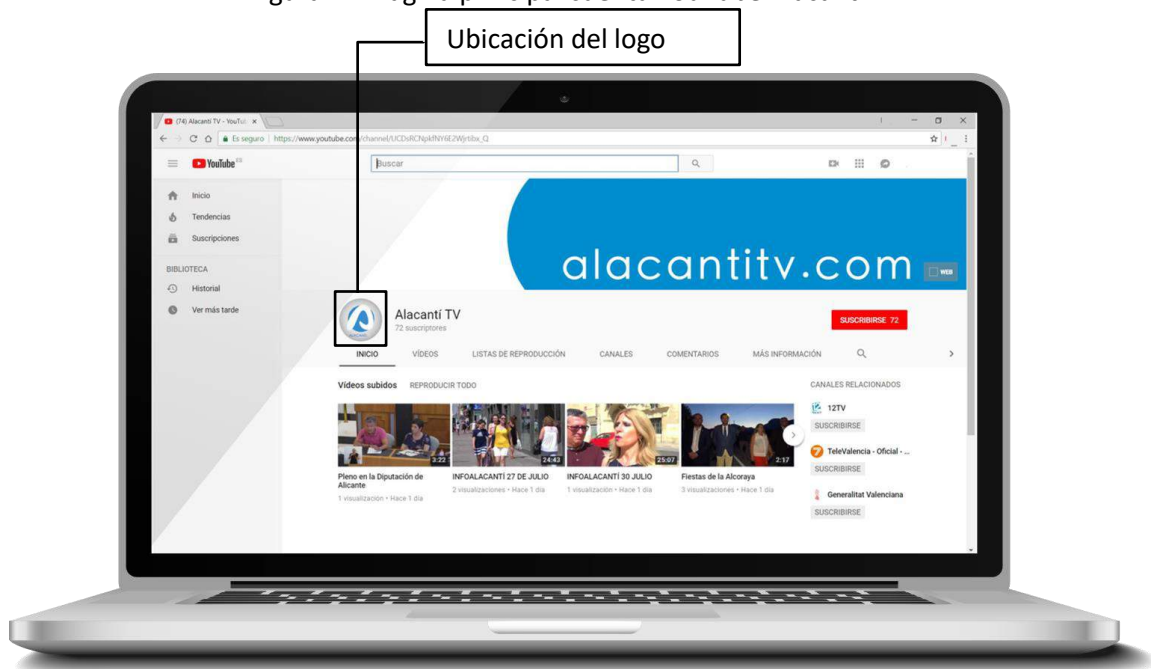 Ubicación del logo
(74) Alacantí TV - YouTub
Es seguro https://www.youtube.com/channel/UCDsRCNpkfNY6E2Wjrtibx_Q
YouTube ES
Buscar
Inicio
Tendencias
Suscripciones
BIBLIOTECA
Historial
Ver más tarde
alacantitv.com
WEB
Alacantí TV
72 suscriptores
SUSCRIBIRSE 72
INICIO VÍDEOS LISTAS DE REPRODUCCIÓN CANALES COMENTARIOS MÁS INFORMACIÓN
Vídeos subidos REPRODUCIR TODO
3:22 24:43 25:07 2:17
Pleno en la Diputación de
Alicante
1 visualización • Hace 1 día
INFOALACANTÍ 27 DE JULIO
2 visualizaciones • Hace 1 día
INFOALACANTÍ 30 JULIO
1 visualización • Hace 1 día
Fiestas de la Alcoraya
3 visualizaciones • Hace 1 día
CANALES RELACIONADOS
12TV
SUSCRIBIRSE
TeleValencia - Oficial - ...
SUSCRIBIRSE
Generalitat Valenciana
SUSCRIBIRSE